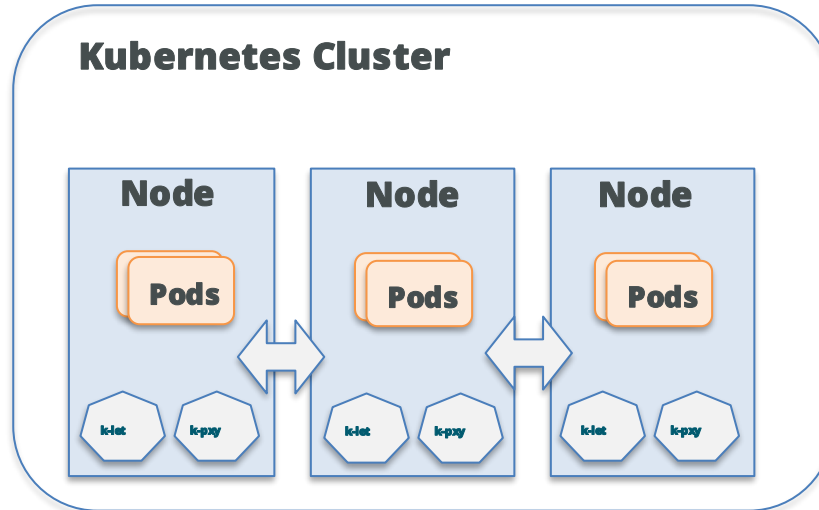 Kubernetes Cluster
Node
Node
Node
Pods
Pods
Pods
k-let
k-pxy
k-let
k-pxy
k-let
k-pxy